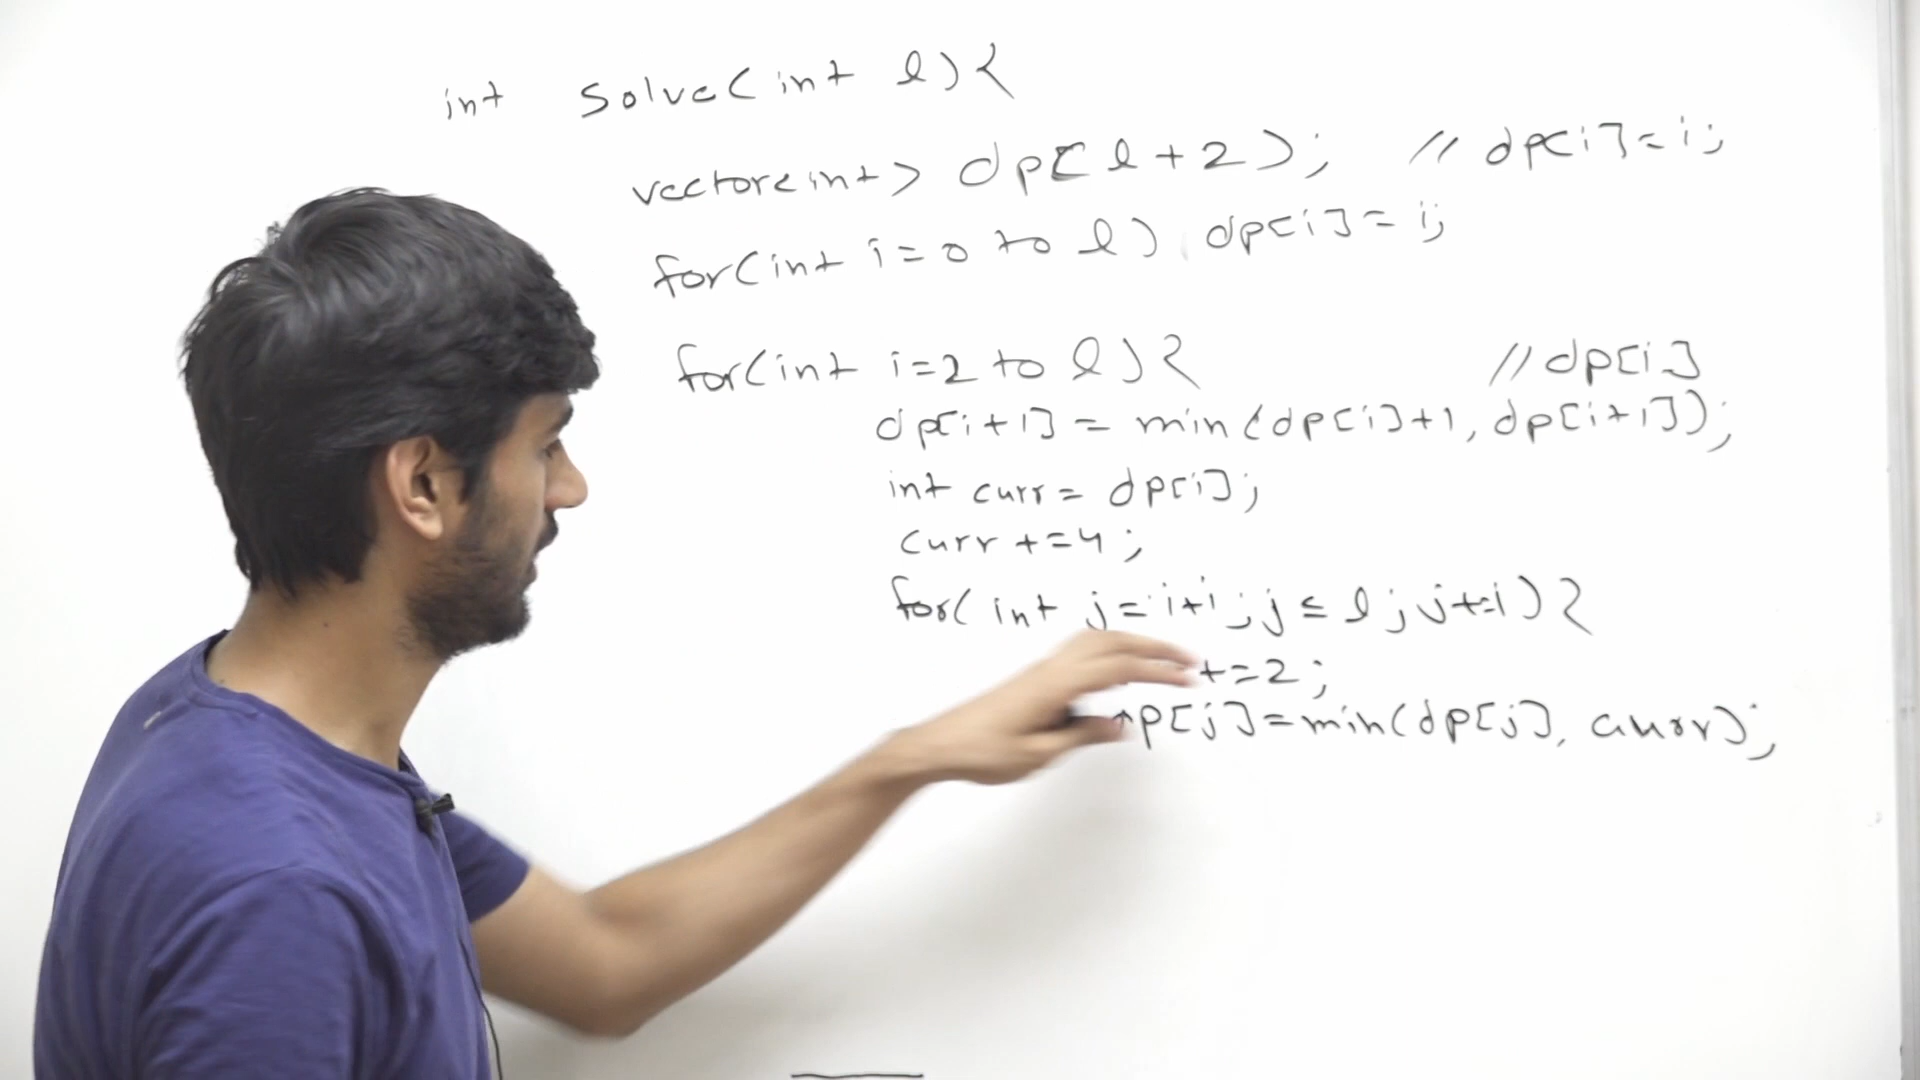 int solve(int l){
vector<int> dp[l+2); // dp[i]=i;
for(int i=0 to l) dp[i]=i;
for(int i=2 to l){ // dp[i]
dp[i+1] = min(dp[i]+1, dp[i+1]);
int curr = dp[i];
curr +=4;
for(int j=i+i; j≤l; j+=i){
+=2;
p[j]=min(dp[j], curr);